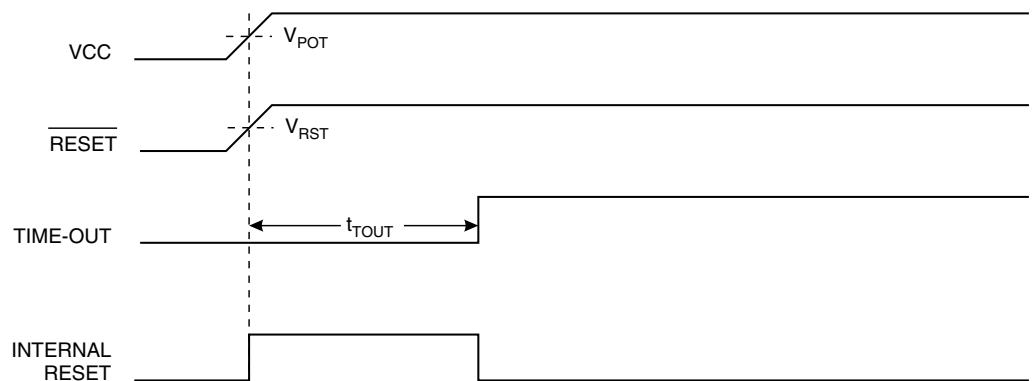 VCC
V_POT
RESET
V_RST
TIME-OUT
t_TOUT
INTERNAL
RESET